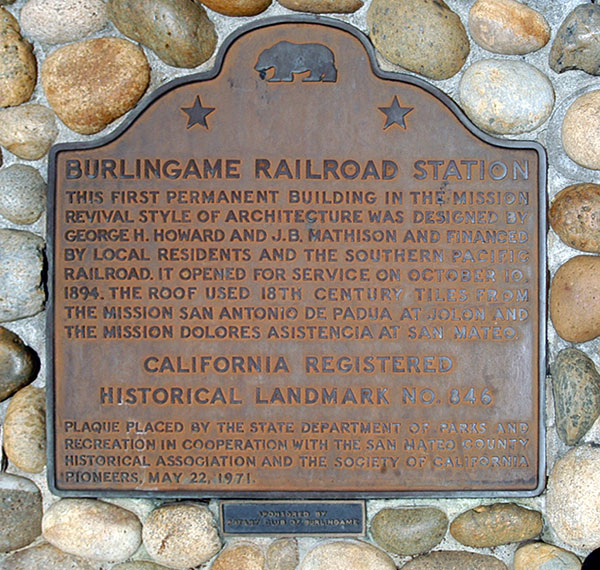 BURLINGAME RAILROAD STATION
THIS FIRST PERMANENT BUILDING IN THE MISSION
REVIVAL STYLE OF ARCHITECTURE WAS DESIGNED BY
GEORGE H. HOWARD AND J.B. MATHISON AND FINANCED
BY LOCAL RESIDENTS AND THE SOUTHERN PACIFIC
RAILROAD. IT OPENED FOR SERVICE ON OCTOBER 10,
1894. THE ROOF USED 18TH CENTURY TILES FROM
THE MISSION SAN ANTONIO DE PADUA AT JOLON AND
THE MISSION DOLORES ASISTENCIA AT SAN MATEO.
CALIFORNIA REGISTERED
HISTORICAL LANDMARK NO. 846
PLAQUE PLACED BY THE STATE DEPARTMENT OF PARKS AND
RECREATION IN COOPERATION WITH THE SAN MATEO COUNTY
HISTORICAL ASSOCIATION AND THE SOCIETY OF CALIFORNIA
PIONEERS, MAY 22, 1971.
SPONSORED BY
ROTARY CLUB OF BURLINGAME